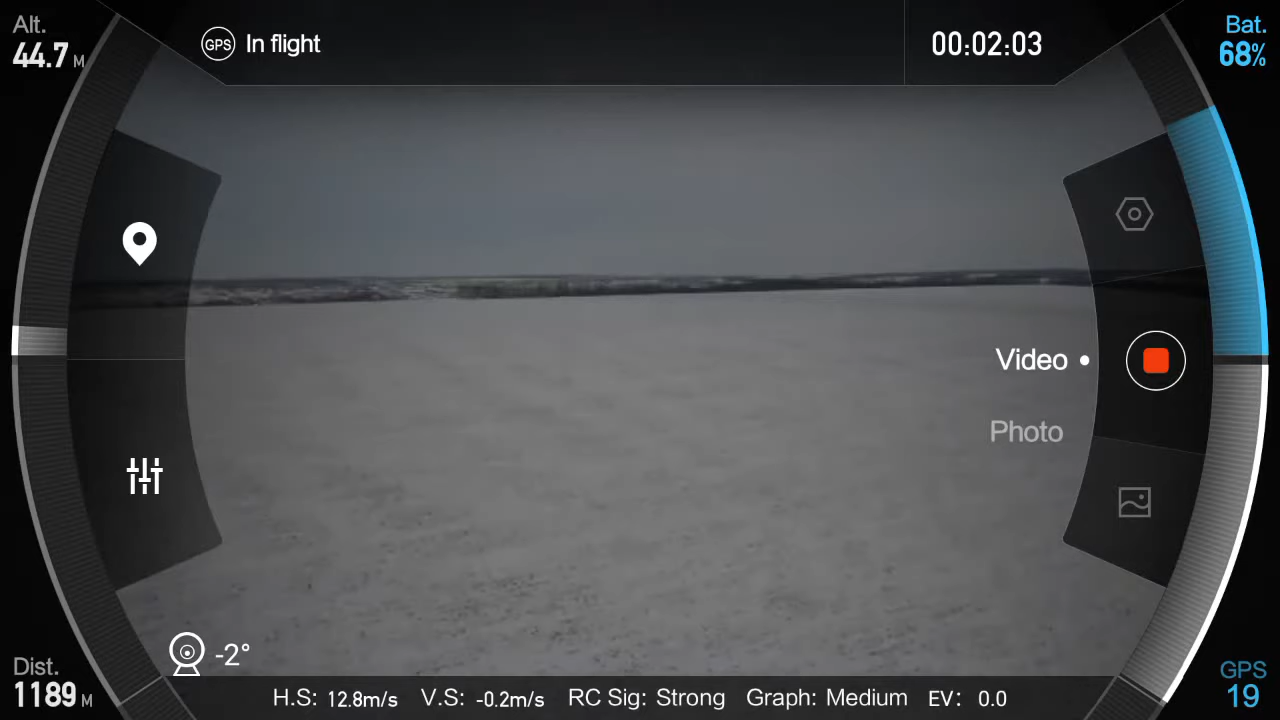 Alt.
44.7 M
GPS In flight
00:02:03
Bat.
68%
Video
Photo
-2°
Dist.
1189 M
H.S: 12.8m/s V.S: -0.2m/s RC Sig: Strong Graph: Medium EV: 0.0
GPS
19